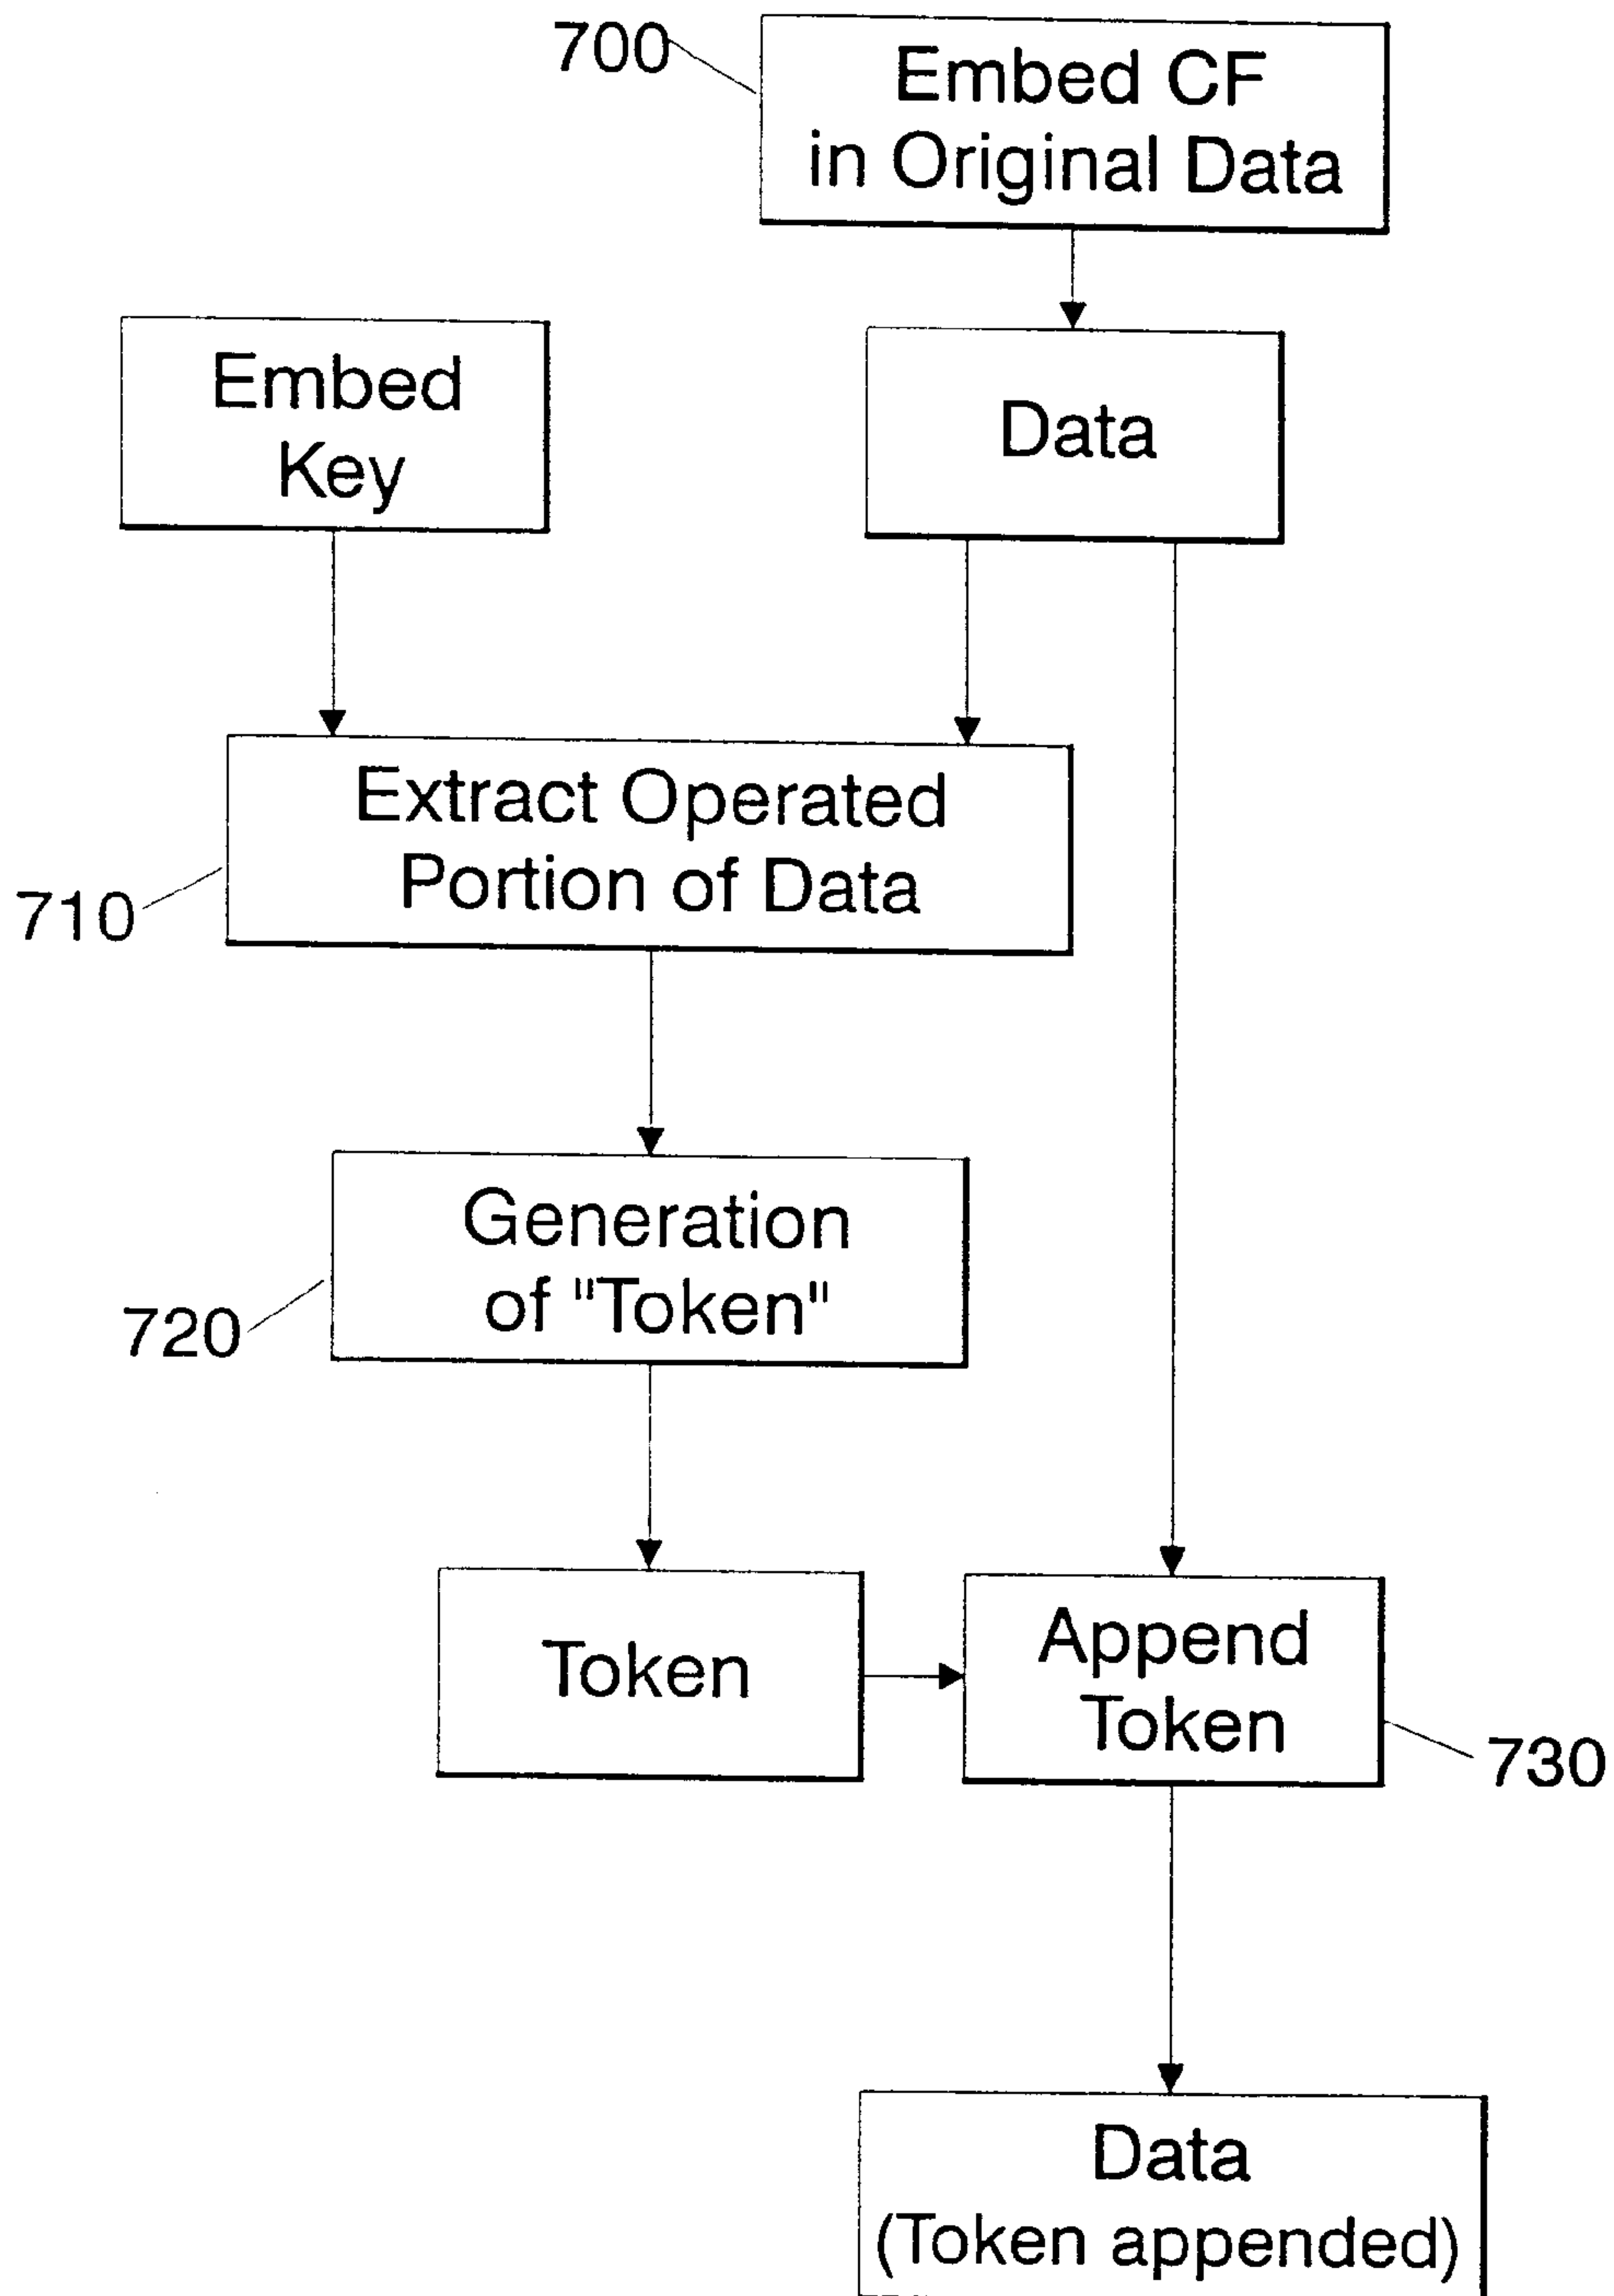 700
Embed CF
in Original Data
Embed
Key
Data
Extract Operated
Portion of Data
710
Generation
of "Token"
720
Token
Append
Token
730
Data
(Token appended)